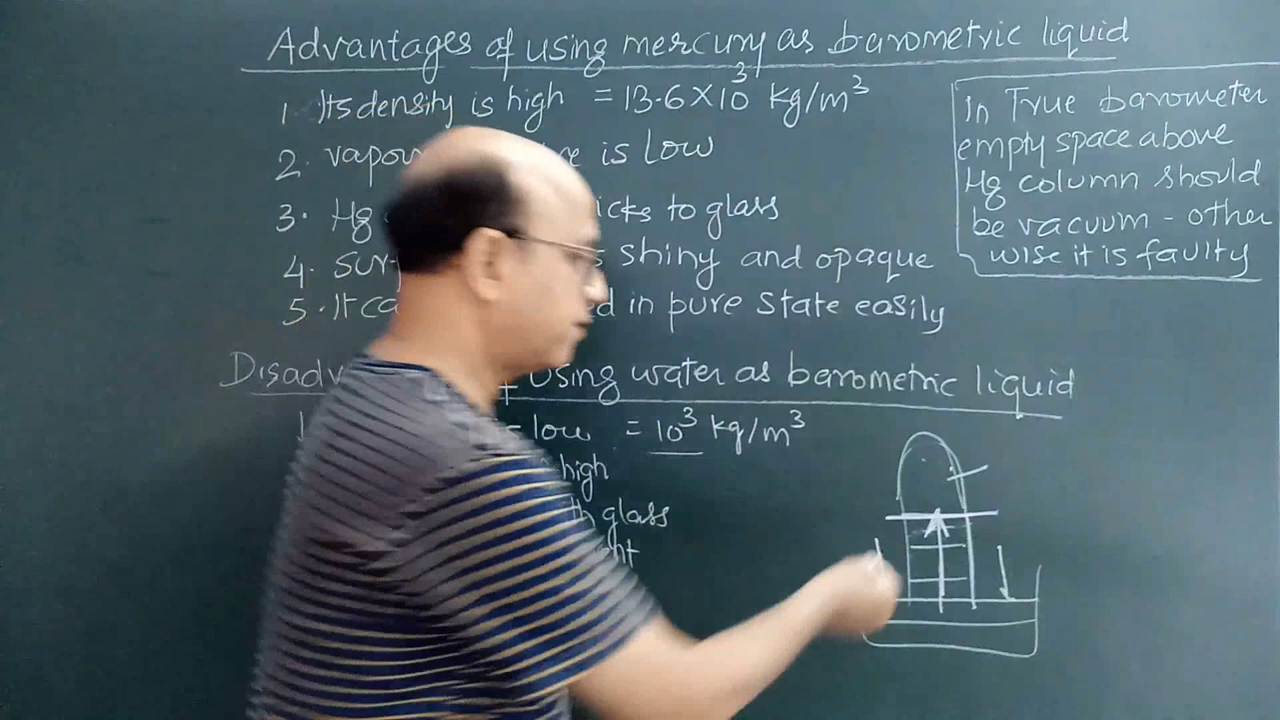 Advantages of using mercury as barometric liquid
1. Its density is high = 13.6 X 10³ Kg/m³
2. vapou is Low
3. Hg icks to glass
4. Sur shiny and opaque
5. It ca d in pure state easily
In True barometer
empty space above
Hg column should
be vacuum - other
wise it is faulty
Disadv using water as barometric liquid
1 low = 10³ kg/m³
high
th glass